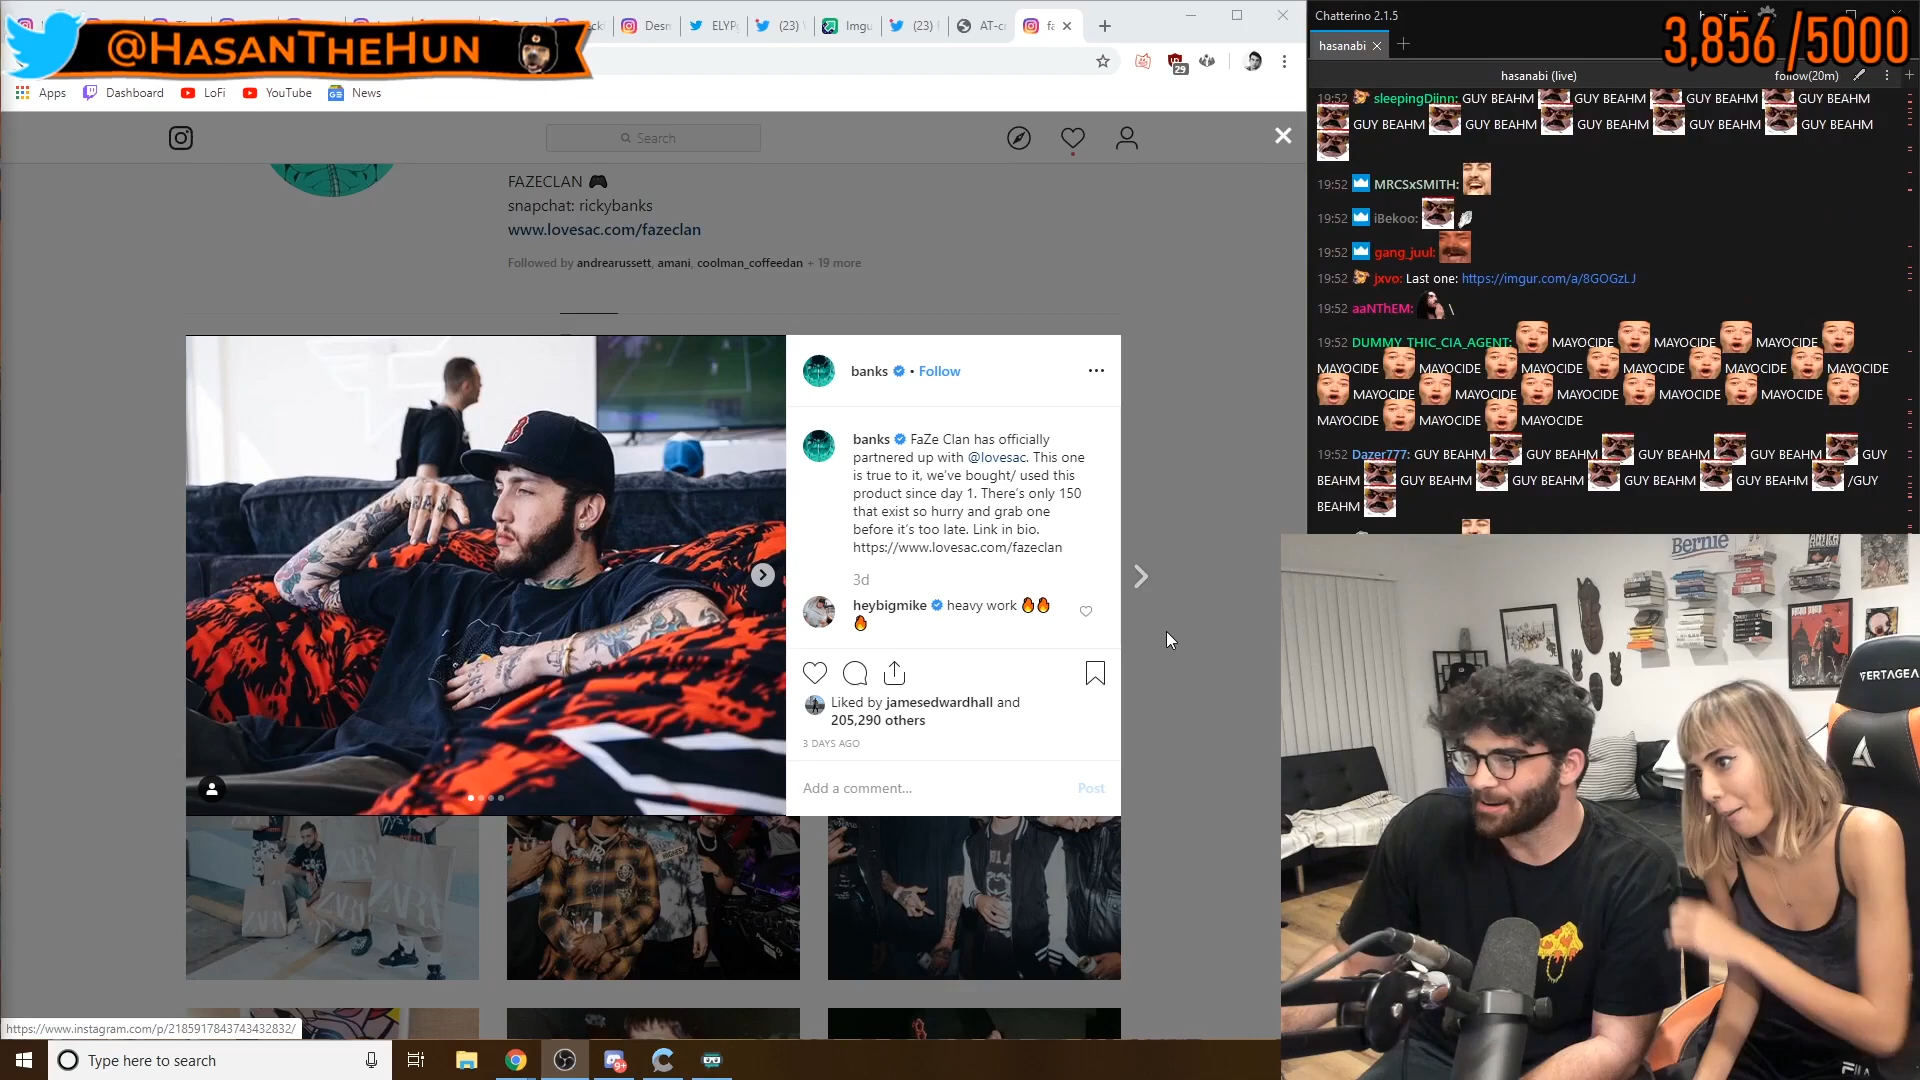 @HASANTHEHUN
Desm
ELYP
(23)
Imgu
(23)
AT-c
fa
29
Apps
Dashboard
LoFi
YouTube
News
Search
FAZECLAN
snapchat: rickybanks
www.lovesac.com/fazeclan
Followed by andrearussett, amani, coolman_coffeedan + 19 more
banks • Follow
banks FaZe Clan has officially
partnered up with @lovesac. This one
is true to it, we've bought/ used this
product since day 1. There's only 150
that exist so hurry and grab one
before it's too late. Link in bio.
https://www.lovesac.com/fazeclan
3d
heybigmike heavy work
Liked by jamesedwardhall and
205,290 others
3 DAYS AGO
Add a comment...
Post
https://www.instagram.com/p/2185917843743432832/
Type here to search
9+
Chatterino 2.1.5
3,856 /5000
hasanabi
hasanabi (live)
follow(20m)
19:52 sleepingDjinn: GUY BEAHM GUY BEAHM GUY BEAHM GUY BEAHM
GUY BEAHM GUY BEAHM GUY BEAHM GUY BEAHM GUY BEAHM
19:52 MRCSxSMITH:
19:52 iBekoo:
19:52 gang_juul:
19:52 jxvo: Last one: https://imgur.com/a/8GOGzLJ
19:52 aaNThEM: \
19:52 DUMMY_THIC_CIA_AGENT: MAYOCIDE MAYOCIDE MAYOCIDE
MAYOCIDE MAYOCIDE MAYOCIDE MAYOCIDE MAYOCIDE MAYOCIDE
MAYOCIDE MAYOCIDE MAYOCIDE MAYOCIDE MAYOCIDE
MAYOCIDE MAYOCIDE MAYOCIDE
19:52 Dazer777: GUY BEAHM GUY BEAHM GUY BEAHM GUY BEAHM GUY
BEAHM GUY BEAHM GUY BEAHM GUY BEAHM GUY BEAHM /GUY
BEAHM
Bernie
VERTAGEA
FILA